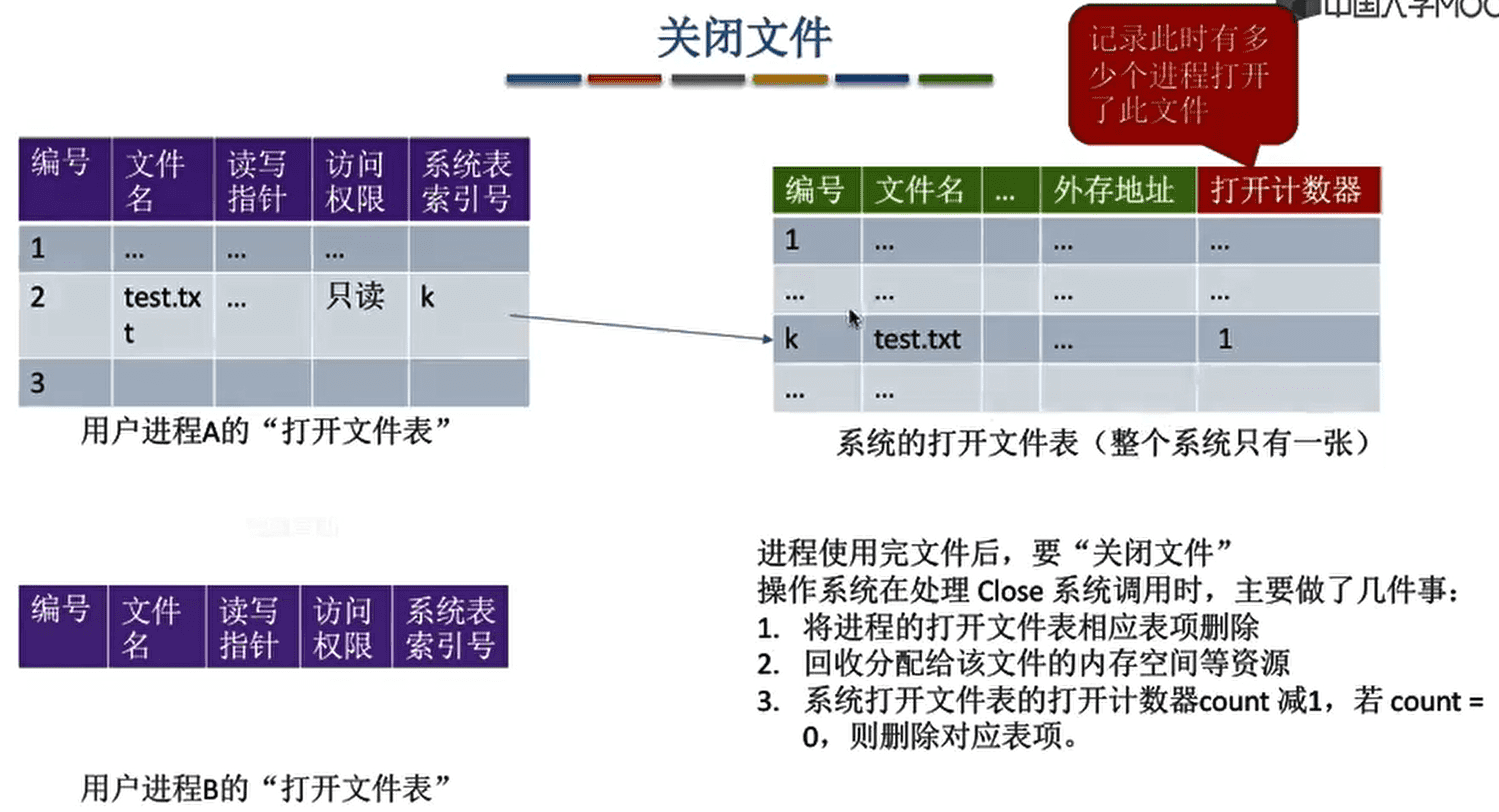 中国大学MOO
关闭文件
记录此时有多
少个进程打开
了此文件
编号 文件名 读写指针 访问权限 系统表索引号
1 ... ... ...
2 test.txt ... 只读 k
3
用户进程A的“打开文件表”
编号 文件名 ... 外存地址 打开计数器
1 ... ... ...
... ... ... ...
k test.txt ... 1
... ...
系统的打开文件表（整个系统只有一张）
编号 文件名 读写指针 访问权限 系统表索引号
用户进程B的“打开文件表”
进程使用完文件后，要“关闭文件”
操作系统在处理 Close 系统调用时，主要做了几件事：
1. 将进程的打开文件表相应表项删除
2. 回收分配给该文件的内存空间等资源
3. 系统打开文件表的打开计数器count 减1，若 count =
0，则删除对应表项。